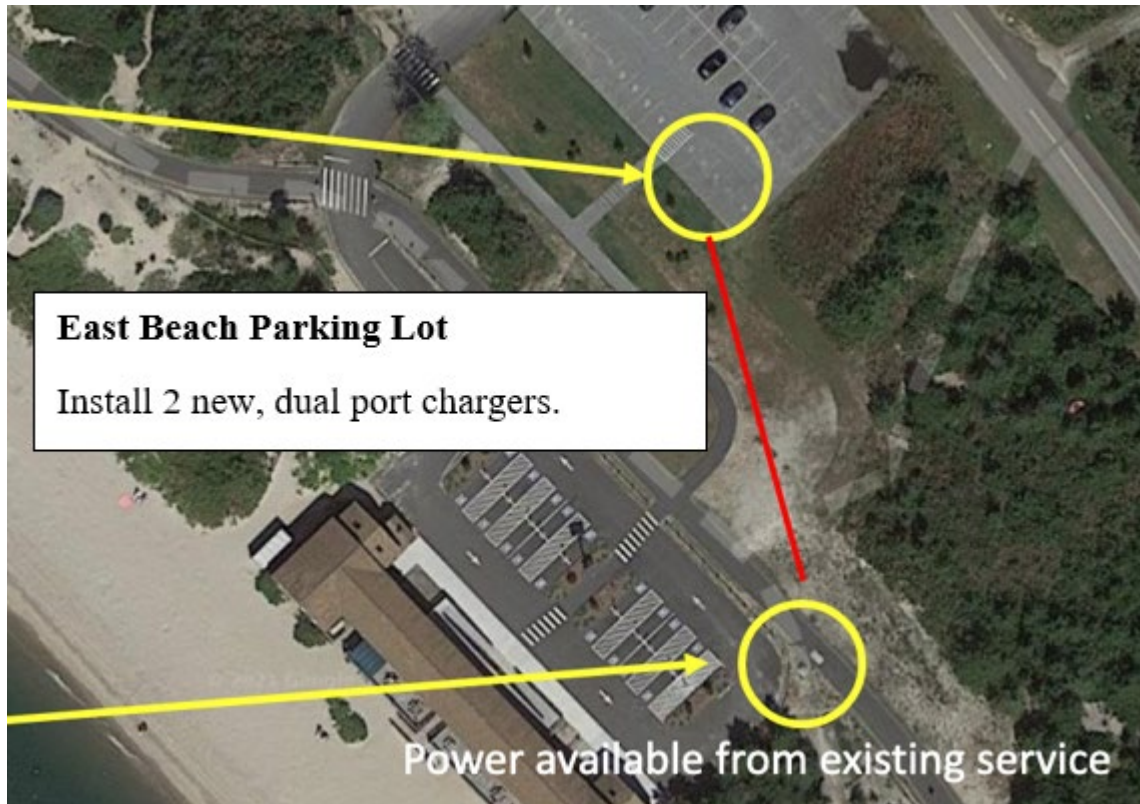 East Beach Parking Lot
Install 2 new, dual port chargers.
Power available from existing service